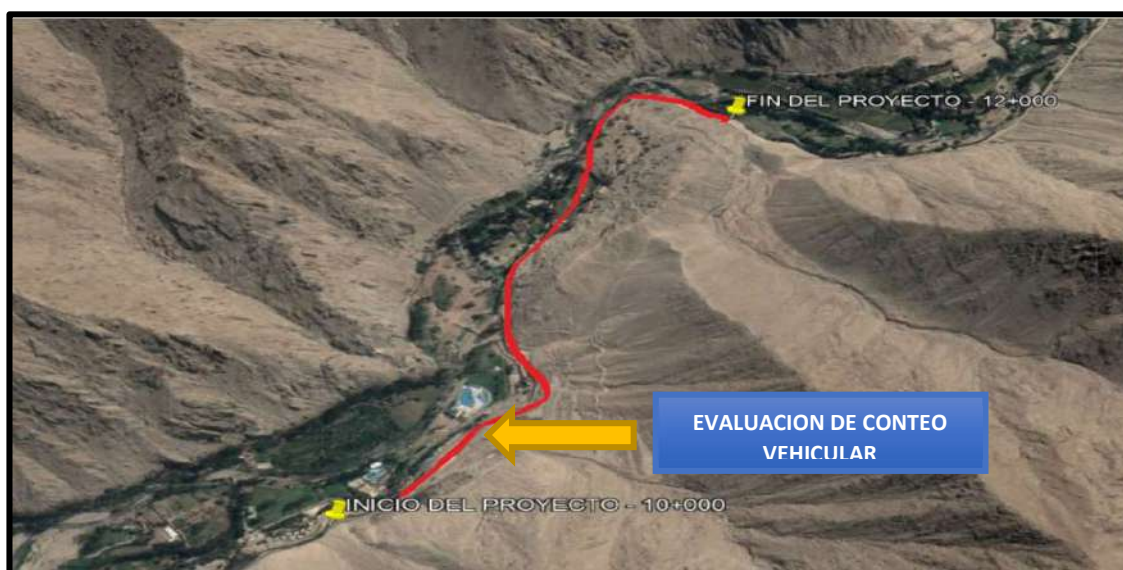 FIN DEL PROYECTO - 12+000
EVALUACION DE CONTEO
VEHICULAR
INICIO DEL PROYECTO - 10+000